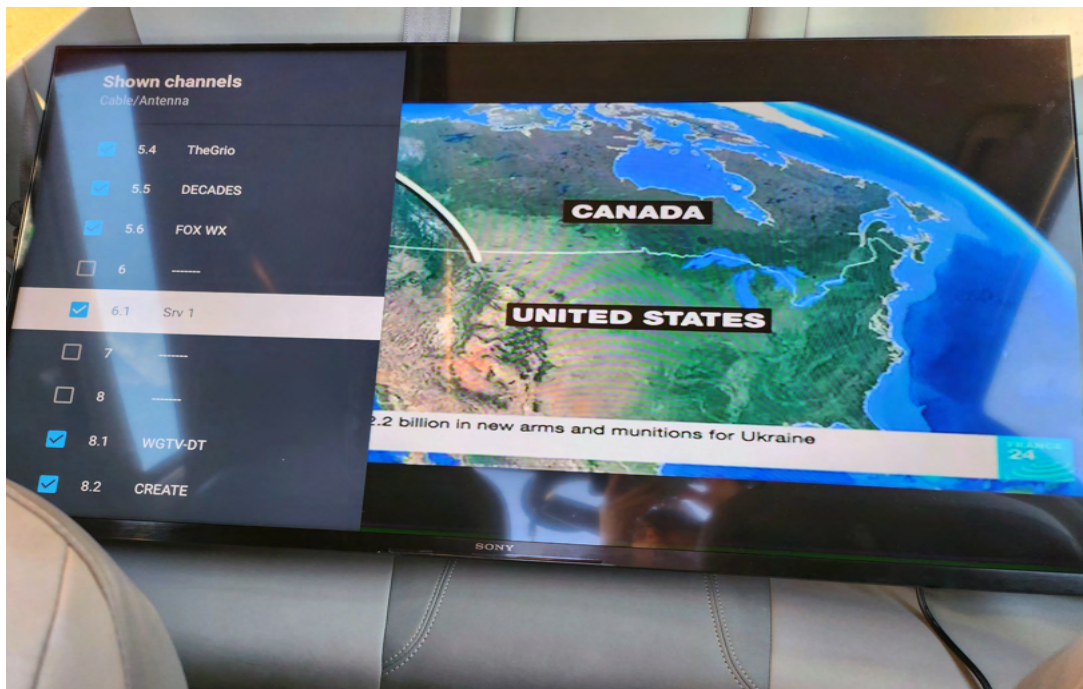 Shown channels
Cable/Antenna
5.4 TheGrio
5.5 DECADES
5.6 FOX WX
6 -------
6.1 Srv 1
7 -------
8 -------
8.1 WGTV-DT
8.2 CREATE
CANADA
UNITED STATES
.2 billion in new arms and munitions for Ukraine
FRANCE
24
SONY